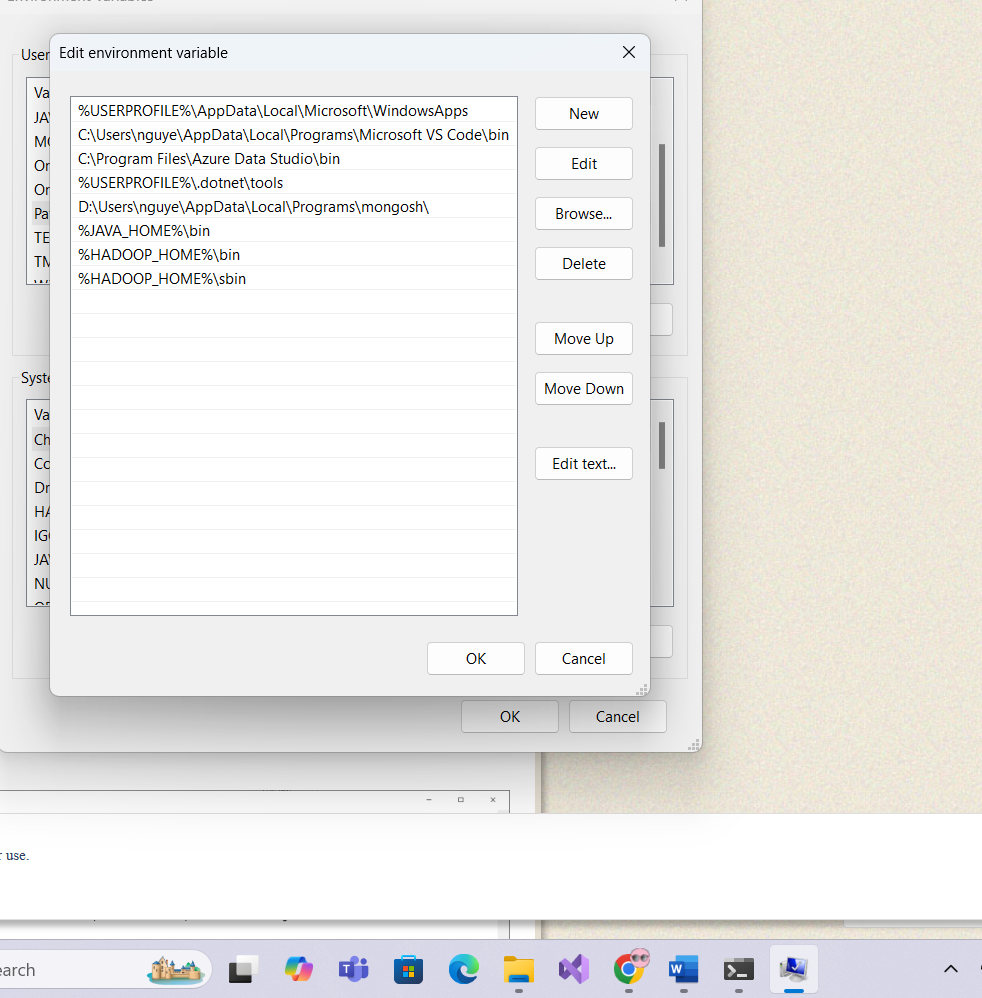 Edit environment variable
User
Va
JA
On
On
Pa
TE
TM
%USERPROFILE%\AppData\Local\Microsoft\WindowsApps
C:\Users\nguye\AppData\Local\Programs\Microsoft VS Code\bin
C:\Program Files\Azure Data Studio\bin
%USERPROFILE%\.dotnet\tools
D:\Users\nguye\AppData\Local\Programs\mongosh\
%JAVA_HOME%\bin
%HADOOP_HOME%\bin
%HADOOP_HOME%\sbin
New
Edit
Browse...
Delete
Move Up
Move Down
Edit text...
Syste
Va
Ch
Co
Dr
HA
IGC
JA
NU
OK
Cancel
OK
Cancel
use.
earch